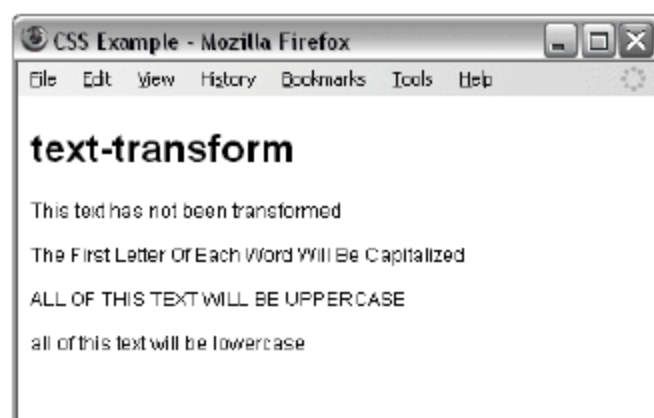 CSS Example - Mozilla Firefox
File Edit View History Bookmarks Tools Help
text-transform
This text has not been transformed
The First Letter Of Each Word Will Be Capitalized
ALL OF THIS TEXT WILL BE UPPERCASE
all of this text will be lowercase